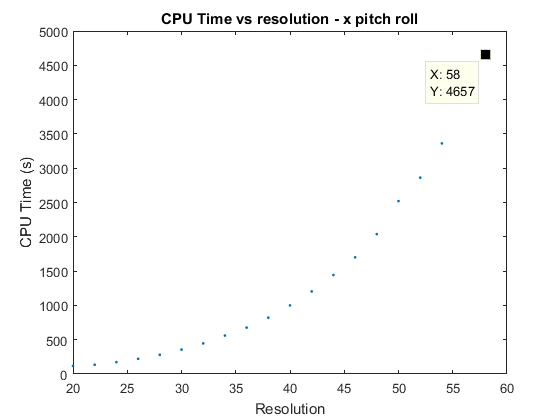 CPU Time vs resolution - x pitch roll
5000
4500
4000
3500
3000
2500
2000
1500
1000
500
0
CPU Time (s)
X: 58
Y: 4657
20 25 30 35 40 45 50 55 60
Resolution